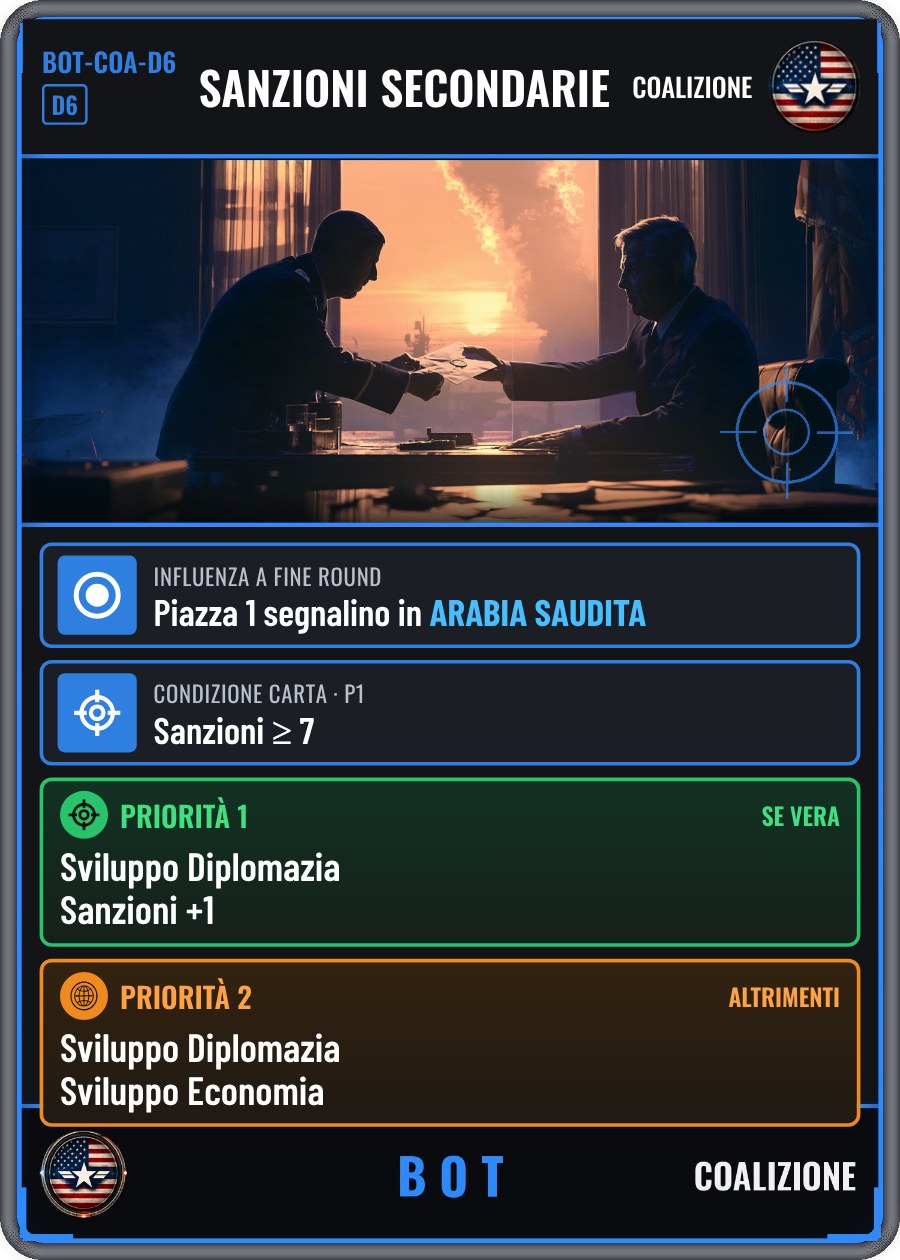 BOT-COA-D6
D6
SANZIONI SECONDARIE
COALIZIONE
INFLUENZA A FINE ROUND
Piazza 1 segnalino in ARABIA SAUDITA
CONDIZIONE CARTA · P1
Sanzioni ≥ 7
PRIORITÀ 1
SE VERA
Sviluppo Diplomazia
Sanzioni +1
PRIORITÀ 2
ALTRIMENTI
Sviluppo Diplomazia
Sviluppo Economia
BOT
COALIZIONE